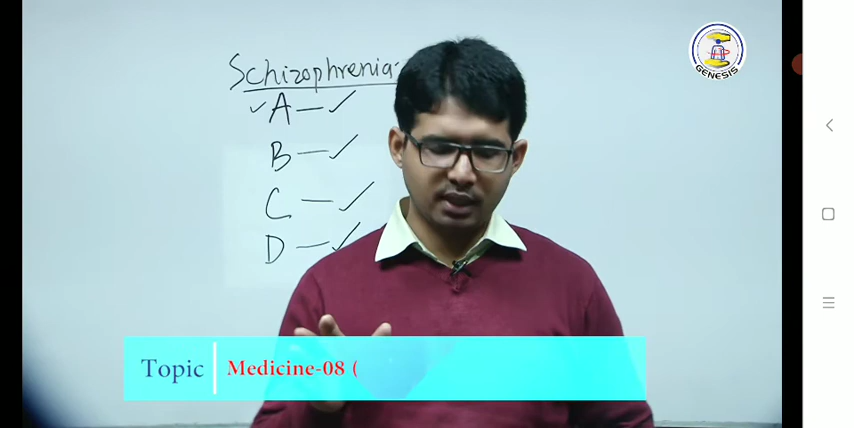 Schizophrenia-
✓ A — ✓
B — ✓
C — ✓
D — ✓
GENESIS
Topic
Medicine-08 (